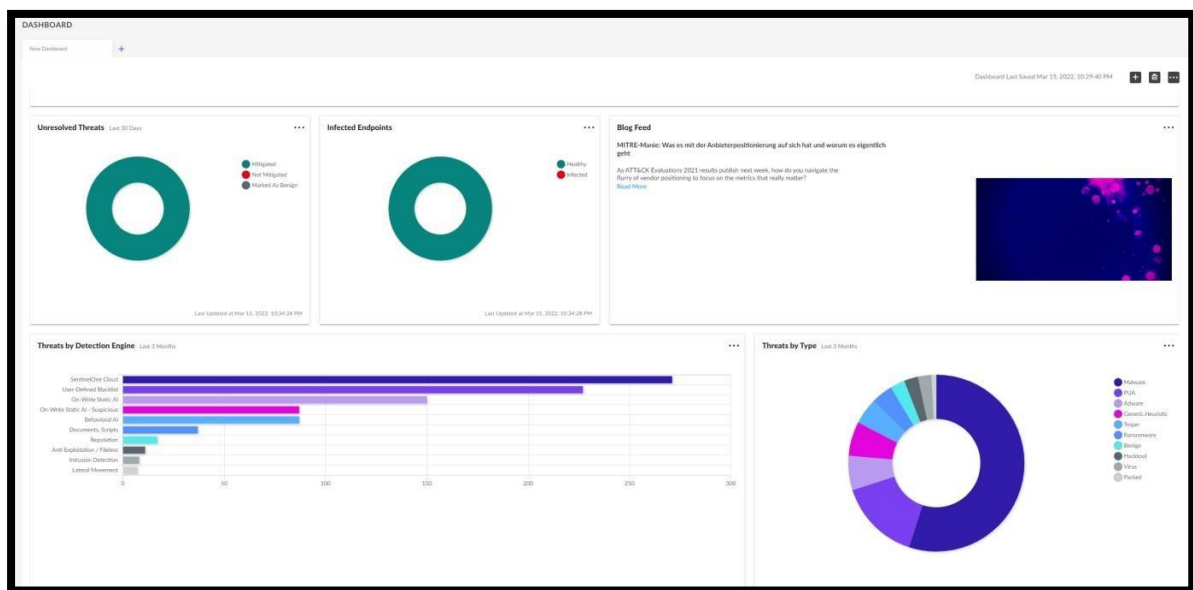 DASHBOARD
New Dashboard
+
Dashboard Last Saved Mar 15, 2022, 10:29:40 PM
Unresolved Threats Last 30 Days
Mitigated
Not Mitigated
Marked As Benign
Last Updated at Mar 15, 2022, 10:34:28 PM
Infected Endpoints
Healthy
Infected
Last Updated at Mar 15, 2022, 10:34:28 PM
Blog Feed
MITRE-Manie: Was es mit der Anbieterpositionierung auf sich hat und worum es eigentlich
geht
As ATT&CK Evaluations 2021 results publish next week, how do you navigate the
flurry of vendor positioning to focus on the metrics that really matter?
Read More
Threats by Detection Engine Last 3 Months
SentinelOne Cloud
User-Defined Blacklist
On-Write Static AI
On-Write Static AI - Suspicious
Behavioral AI
Documents, Scripts
Reputation
Anti Exploitation / Fileless
Intrusion Detection
Lateral Movement
0 50 100 150 200 250 300
Threats by Type Last 3 Months
Malware
PUA
Adware
Generic.Heuristic
Trojan
Ransomware
Benign
Hacktool
Virus
Packed